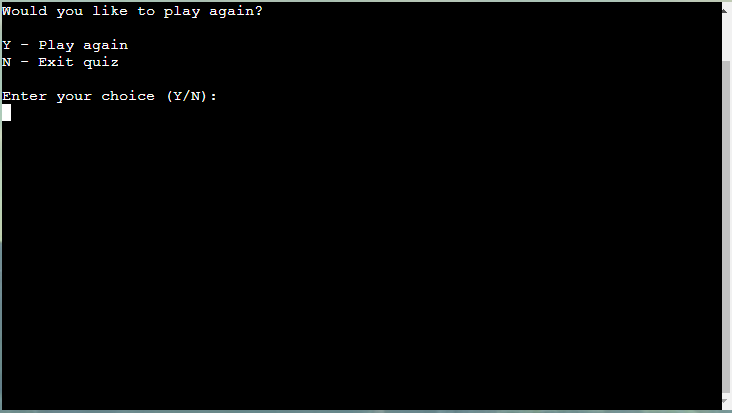 Would you like to play again?
Y - Play again
N - Exit quiz
Enter your choice (Y/N):